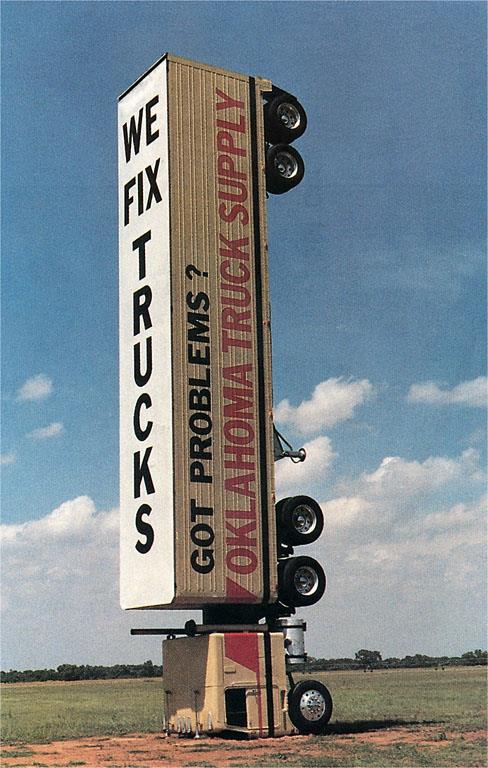 WE
FIX
TRUCKS
GOT PROBLEMS?
OKLAHOMA TRUCK SUPPLY